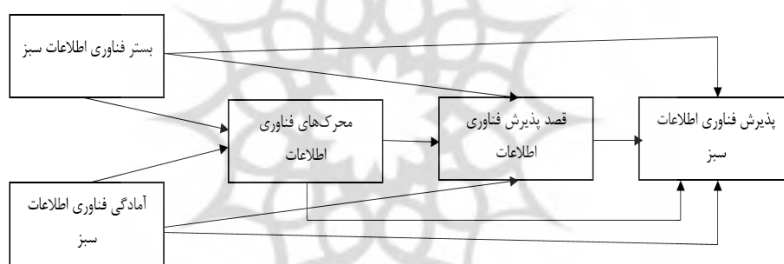 بستر فناوری اطلاعات سبز
محرک‌های فناوری
اطلاعات
قصد پذیرش فناوری
اطلاعات
پذیرش فناوری اطلاعات
سبز
آمادگی فناوری اطلاعات
سبز